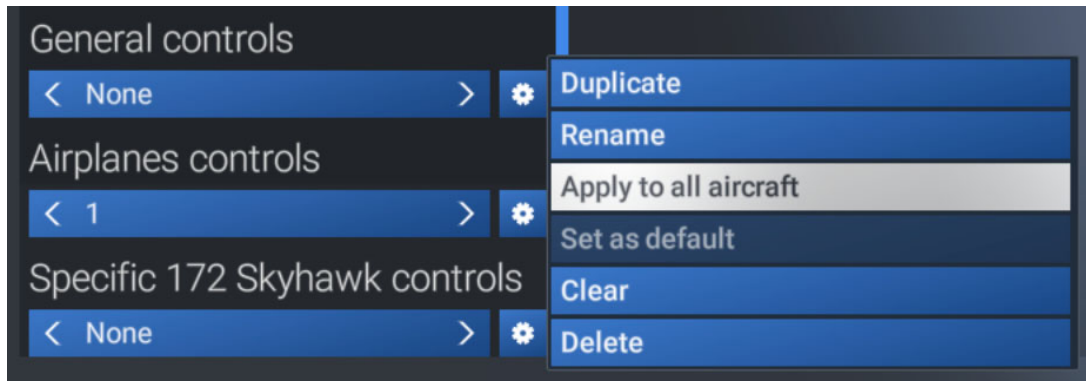 General controls
None
Airplanes controls
1
Specific 172 Skyhawk controls
None
Duplicate
Rename
Apply to all aircraft
Set as default
Clear
Delete